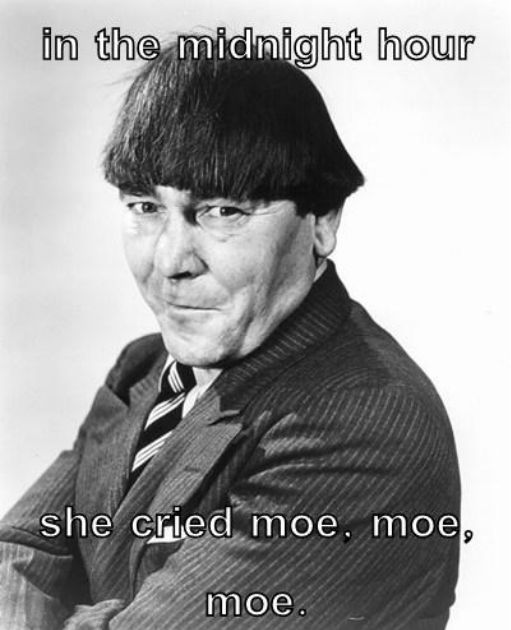 in the midnight hour
she cried moe, moe,
moe.